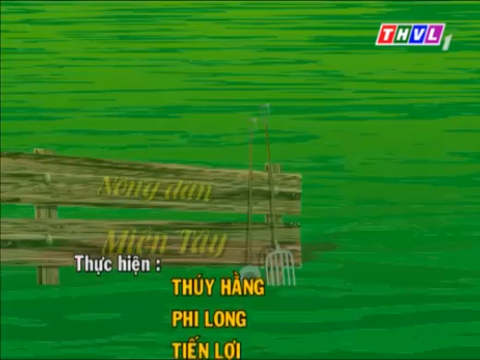 THVL1
Nông dân
Miền Tây
Thực hiện :
THÚY HẰNG
PHI LONG
TIẾN LỢI